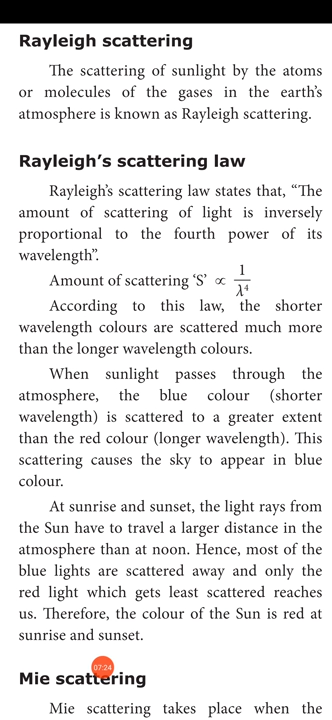 Rayleigh scattering
The scattering of sunlight by the atoms
or molecules of the gases in the earth’s
atmosphere is known as Rayleigh scattering.
Rayleigh’s scattering law
Rayleigh’s scattering law states that, “The
amount of scattering of light is inversely
proportional to the fourth power of its
wavelength”.
Amount of scattering ‘S’ ∝ 1/λ⁴
According to this law, the shorter
wavelength colours are scattered much more
than the longer wavelength colours.
When sunlight passes through the
atmosphere, the blue colour (shorter
wavelength) is scattered to a greater extent
than the red colour (longer wavelength). This
scattering causes the sky to appear in blue
colour.
At sunrise and sunset, the light rays from
the Sun have to travel a larger distance in the
atmosphere than at noon. Hence, most of the
blue lights are scattered away and only the
red light which gets least scattered reaches
us. Therefore, the colour of the Sun is red at
sunrise and sunset.
07:24
Mie scattering
Mie scattering takes place when the